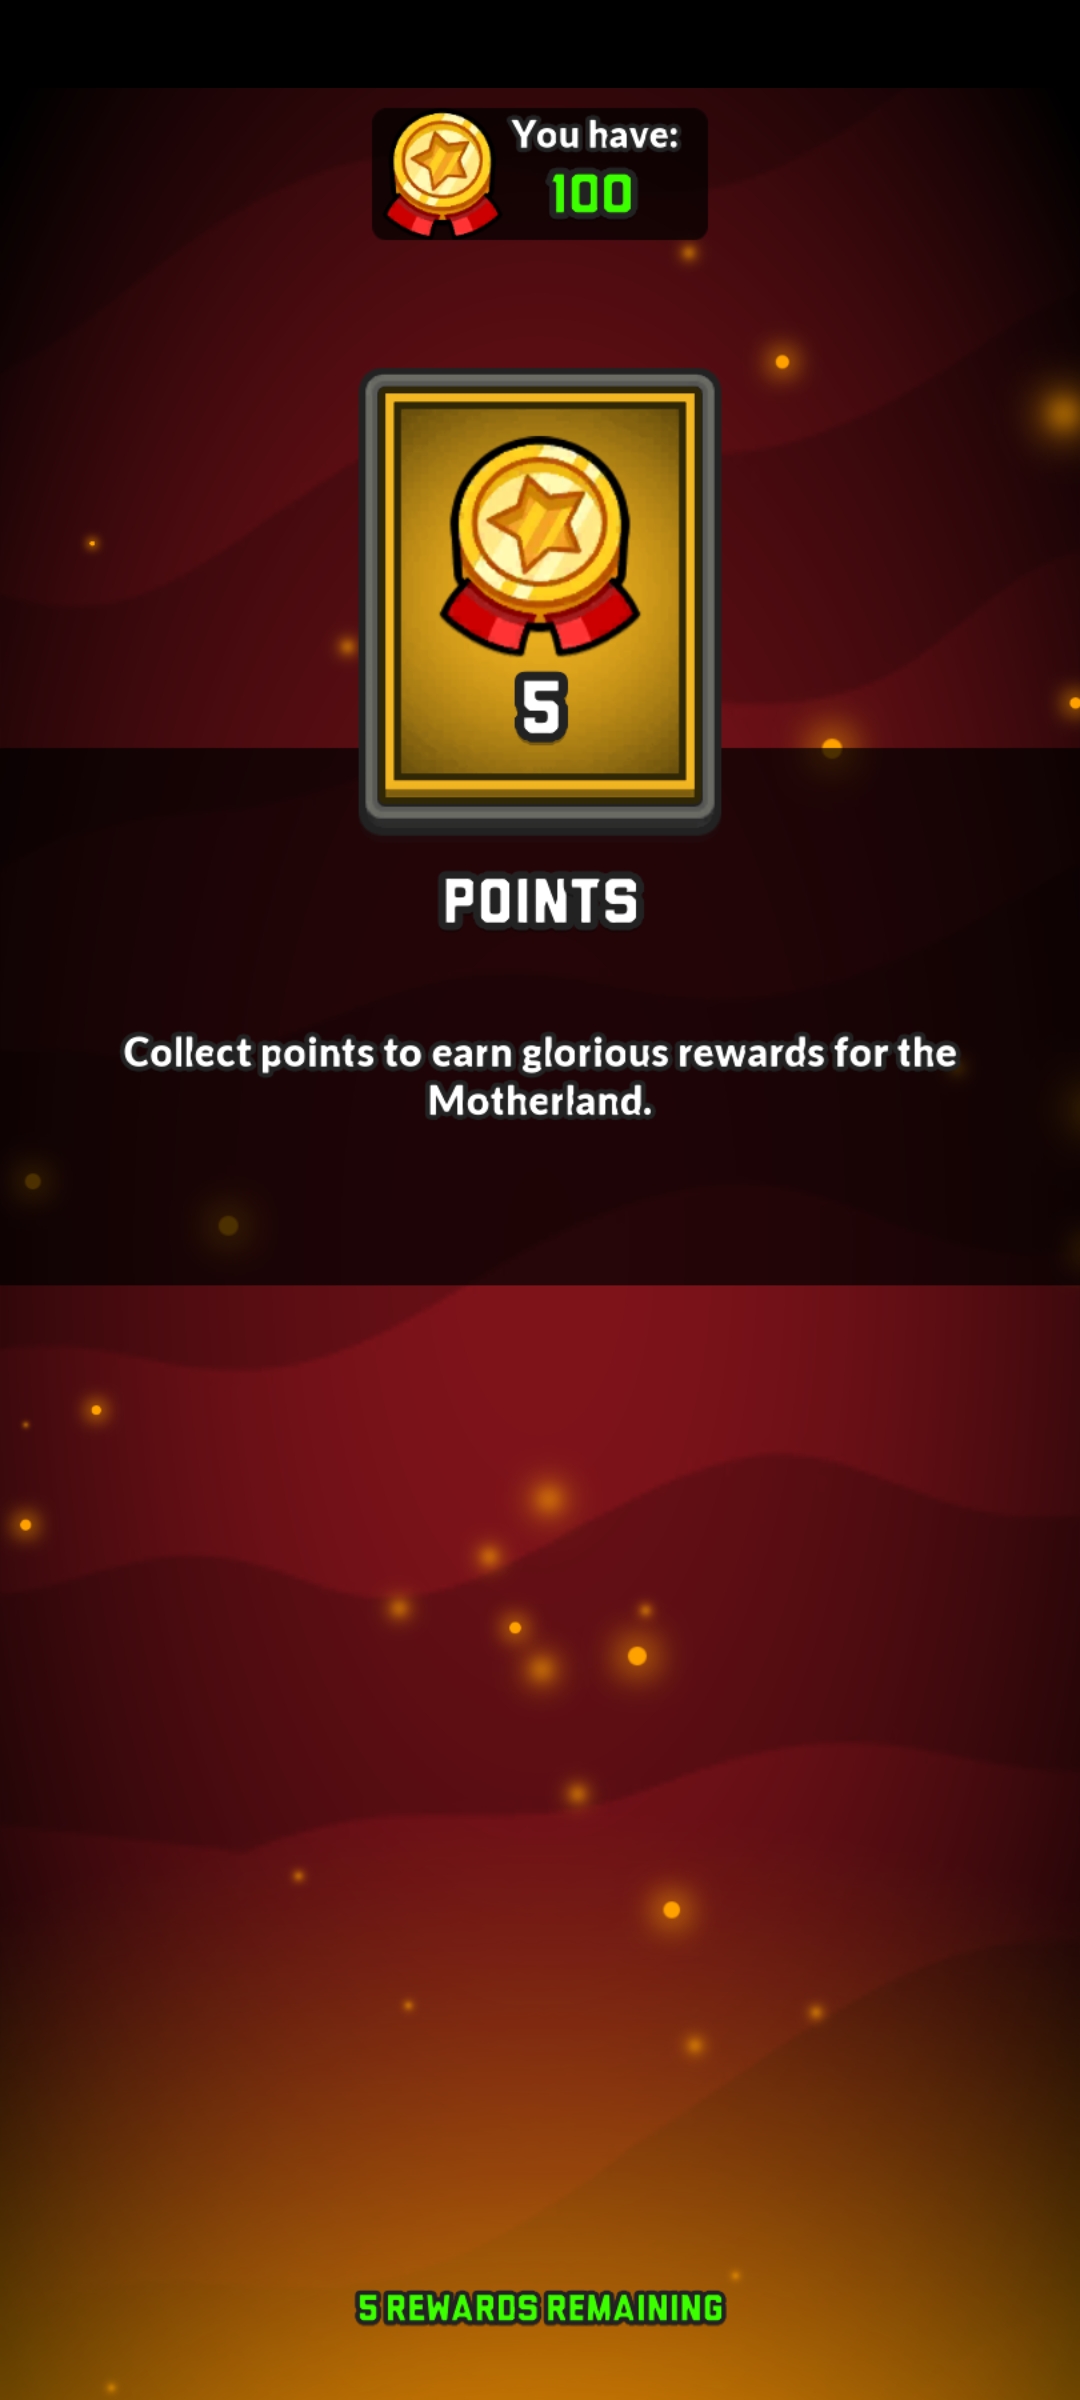 You have:
100
5
POINTS
Collect points to earn glorious rewards for the
Motherland.
5 REWARDS REMAINING